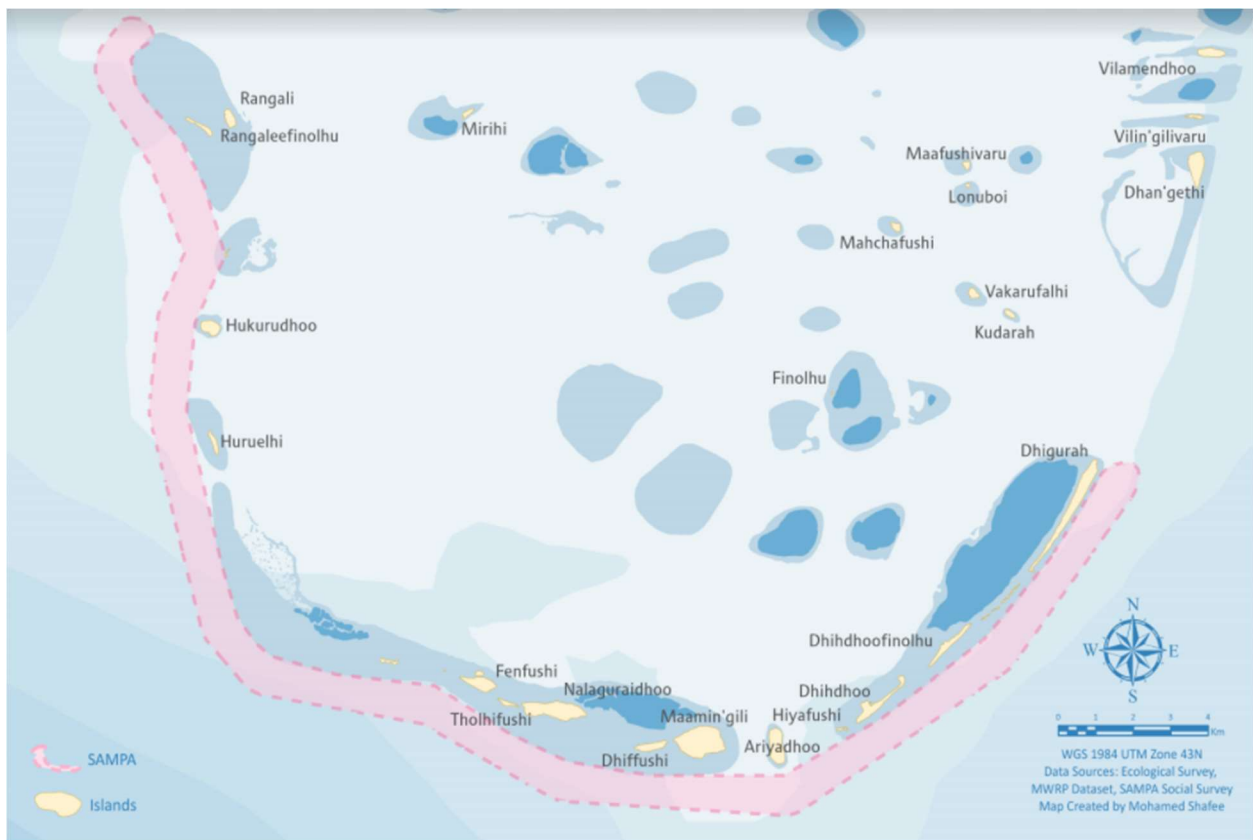 Vilamendhoo
Rangali
Rangaleefinolhu
Mirihi
Vilin'gilivaru
Maafushivaru
Lonuboi
Dhan'gethi
Mahchafushi
Hukurudhoo
Vakarufalhi
Kudarah
Finolhu
Huruelhi
Dhigurah
Dhihdhoofinolhu
Fenfushi
Nalaguraidhoo
Dhihdhoo
Tholhifushi
Maamin'gili
Hiyafushi
Dhiffushi
Ariyadhoo
N
W E
S
0 1 2 3 4
Km
WGS 1984 UTM Zone 43N
Data Sources: Ecological Survey,
MWRP Dataset, SAMPA Social Survey
Map Created by Mohamed Shafee
SAMPA
Islands